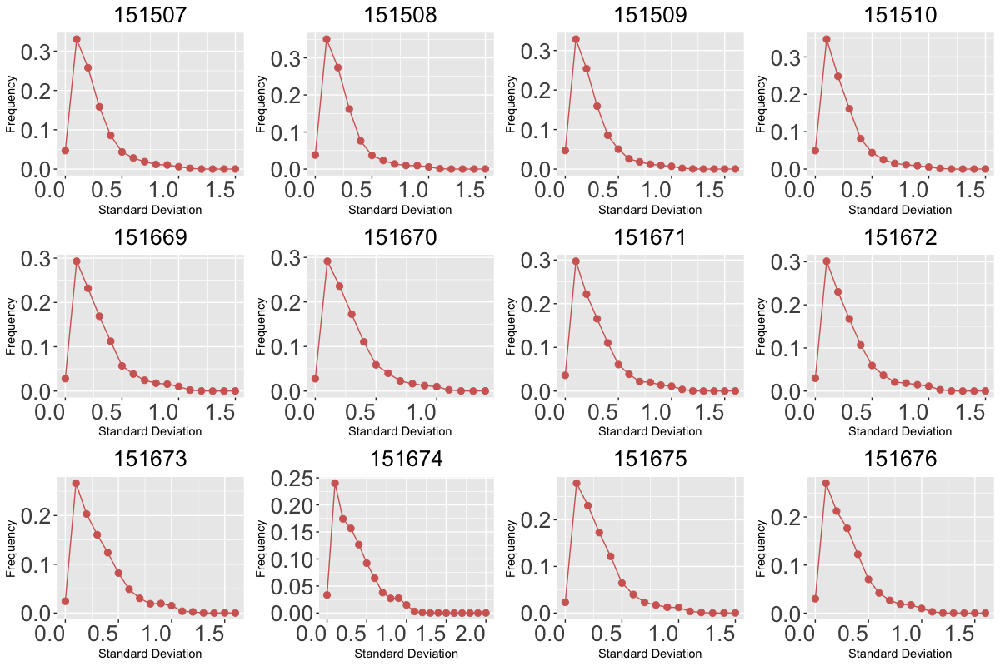 151507 151508 151509 151510
Frequency Frequency Frequency Frequency
0.3 0.3 0.3 0.3
0.2 0.2 0.2 0.2
0.1 0.1 0.1 0.1
0.0 0.0 0.0 0.0
0.0 0.5 1.0 1.5 0.0 0.5 1.0 1.5 0.0 0.5 1.0 1.5 0.0 0.5 1.0 1.5
Standard Deviation Standard Deviation Standard Deviation Standard Deviation
151669 151670 151671 151672
Frequency Frequency Frequency Frequency
0.3 0.3 0.3 0.3
0.2 0.2 0.2 0.2
0.1 0.1 0.1 0.1
0.0 0.0 0.0 0.0
0.0 0.5 1.0 1.5 0.0 0.5 1.0 0.0 0.5 1.0 1.5 0.0 0.5 1.0 1.5
Standard Deviation Standard Deviation Standard Deviation Standard Deviation
151673 151674 151675 151676
Frequency Frequency Frequency Frequency
0.25
0.2 0.20 0.2 0.2
0.15
0.1 0.10 0.1 0.1
0.05
0.0 0.00 0.0 0.0
0.0 0.5 1.0 1.5 0.0 0.5 1.0 1.5 2.0 0.0 0.5 1.0 1.5 0.0 0.5 1.0 1.5
Standard Deviation Standard Deviation Standard Deviation Standard Deviation